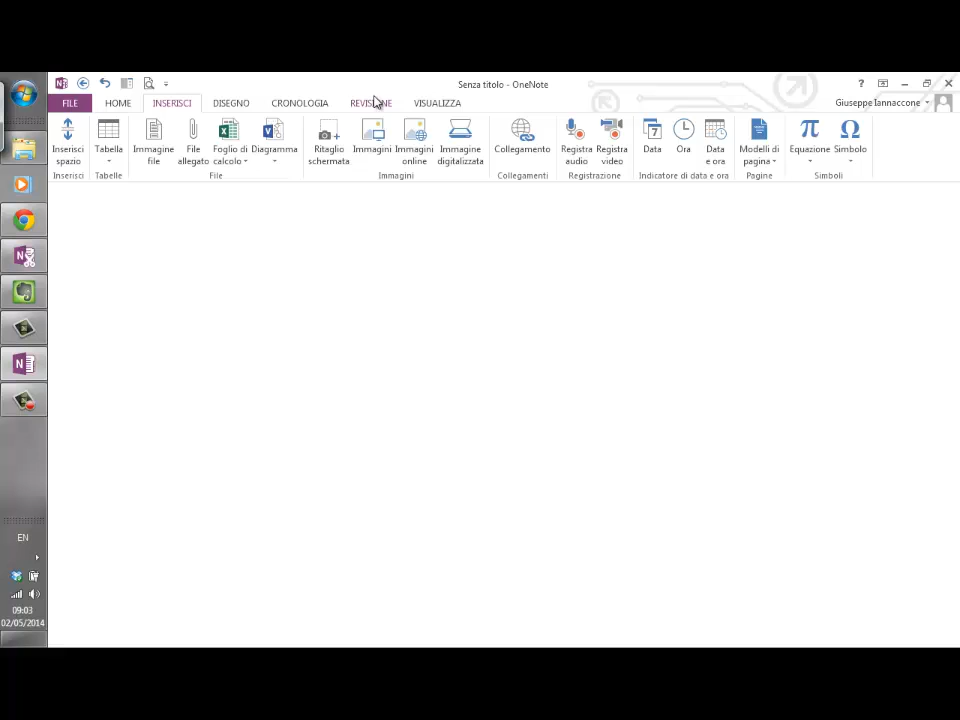 Senza titolo - OneNote
FILE HOME INSERISCI DISEGNO CRONOLOGIA REVISIONE VISUALIZZA Giuseppe Iannaccone
Inserisci spazio
Tabella
Immagine file
File allegato
Foglio di calcolo
Diagramma
Ritaglio schermata
Immagini
Immagini online
Immagine digitalizzata
Collegamento
Registra audio
Registra video
Data
Ora
Data e ora
Modelli di pagina
Equazione
Simbolo
Inserisci Tabelle File Immagini Collegamenti Registrazione Indicatore di data e ora Pagine Simboli
EN
09:03
02/05/2014